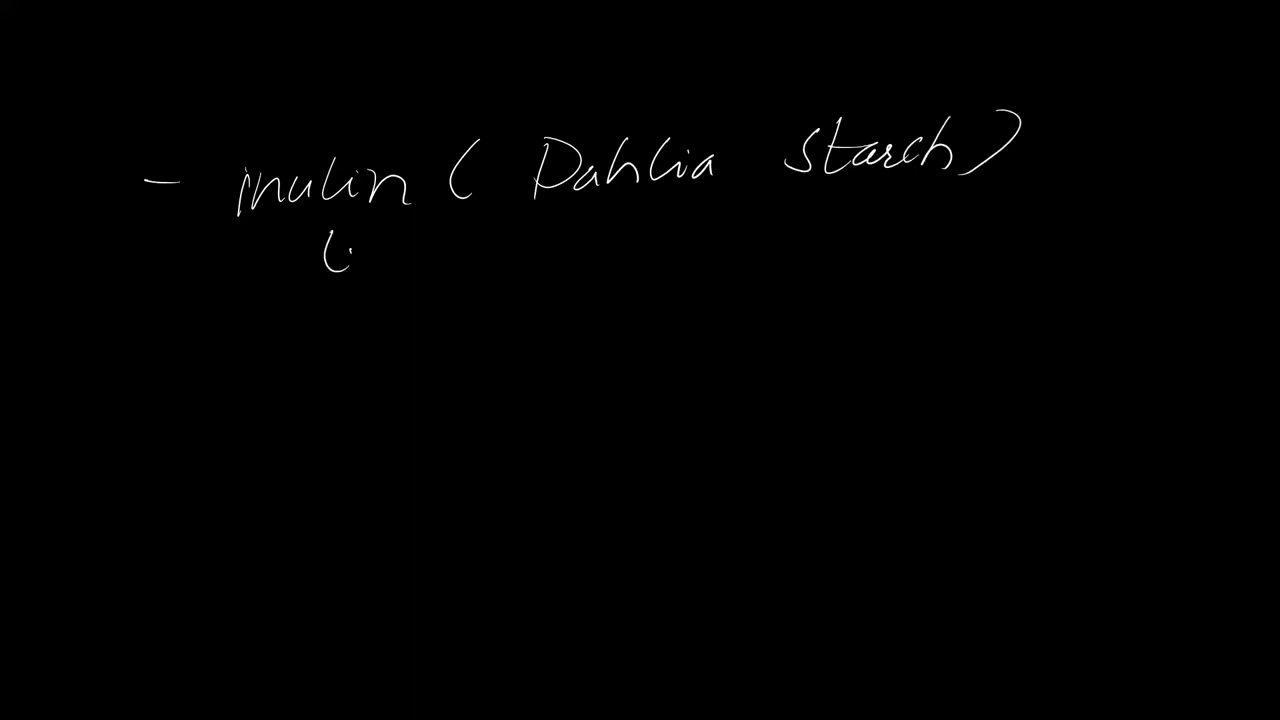 - inulin ( Dahlia starch)
(